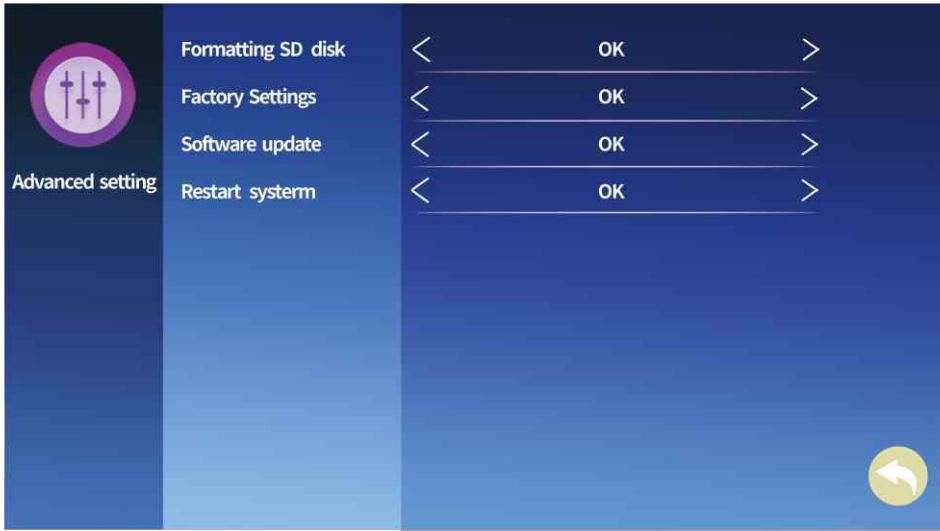 Formatting SD disk < OK >
Factory Settings < OK >
Software update < OK >
Advanced setting
Restart systerm < OK >